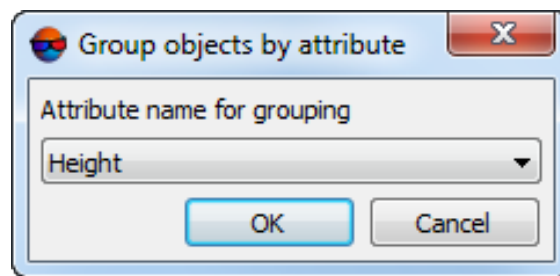 Group objects by attribute
Attribute name for grouping
Height
OK Cancel